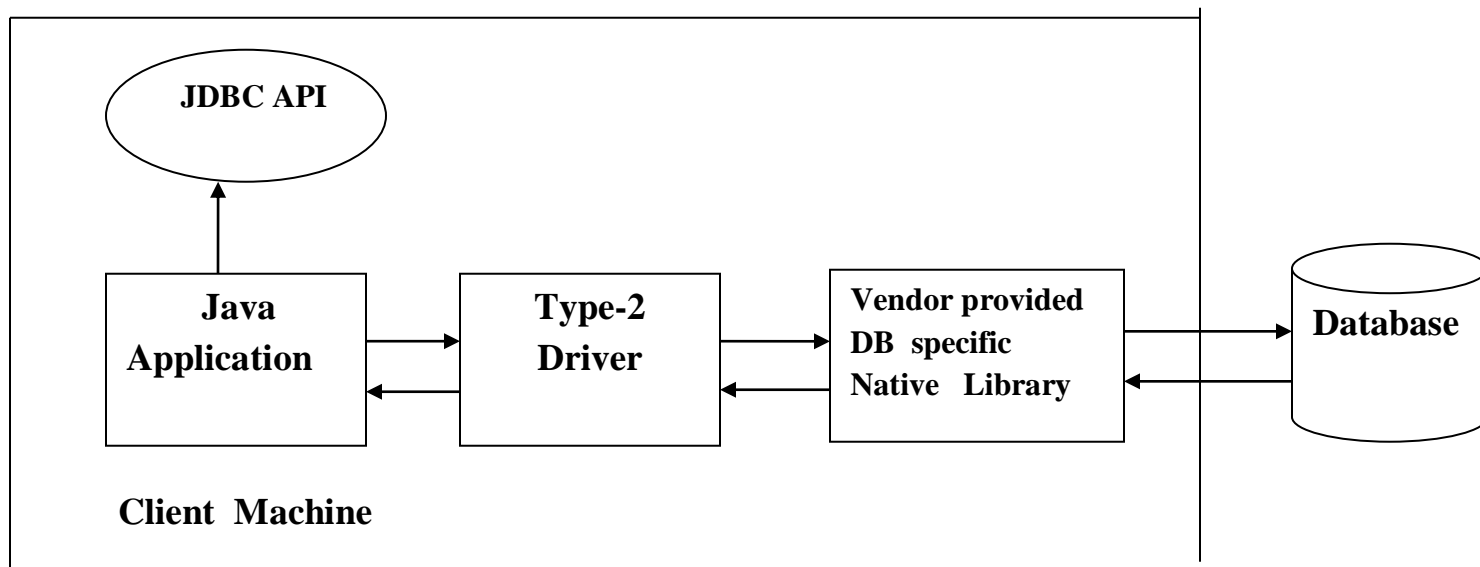 JDBC API
Java
Application
Type-2
Driver
Vendor provided
DB specific
Native Library
Database
Client Machine